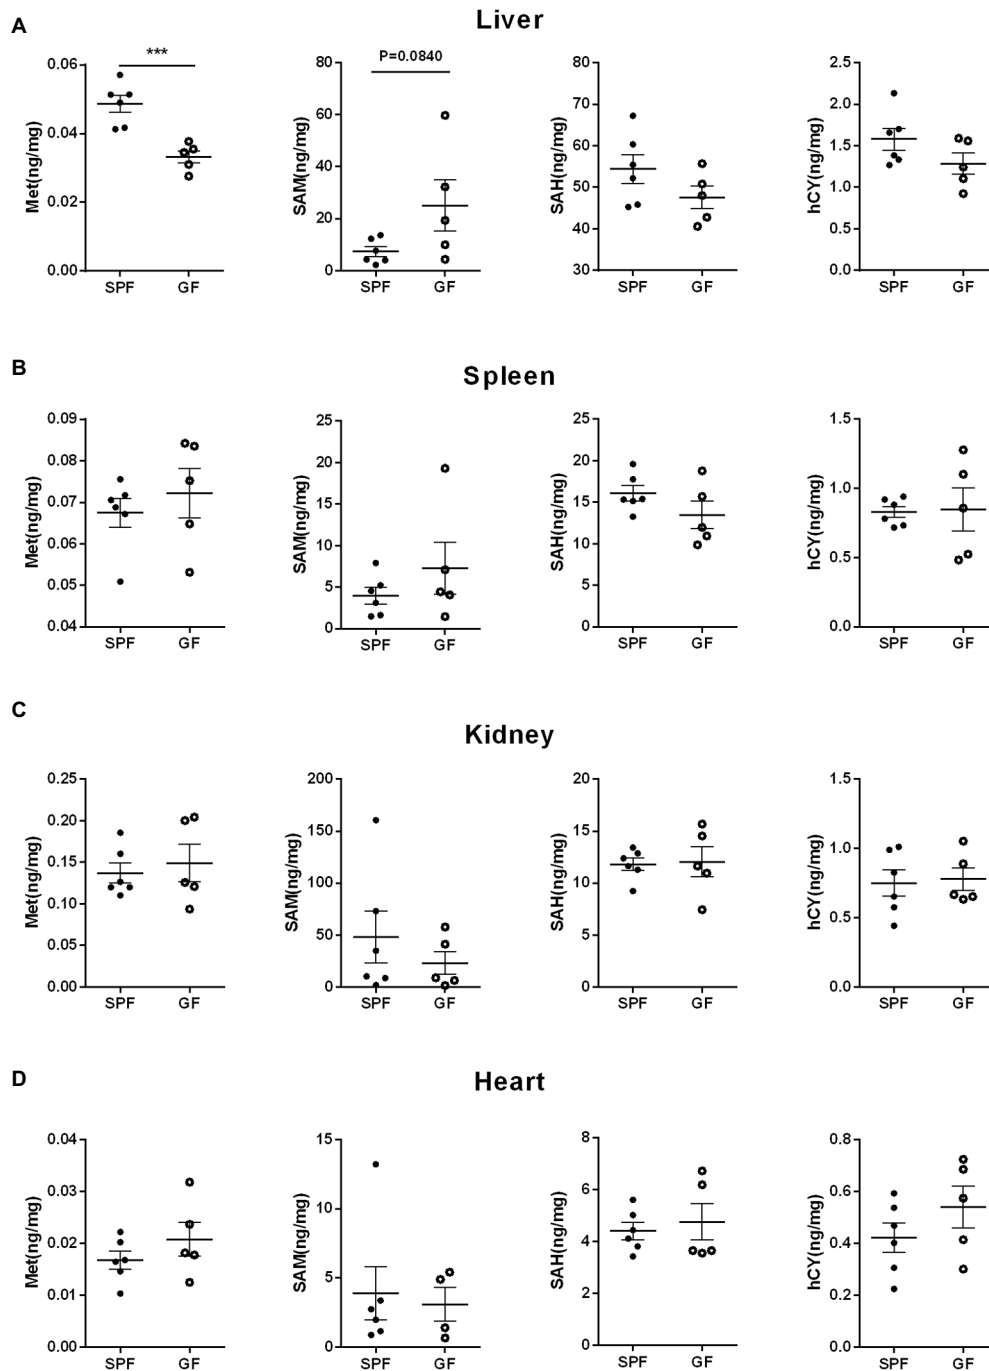 A
Liver
***
P=0.0840
Met(ng/mg)
0.06
0.04
0.02
0.00
SPF GF
SAM(ng/mg)
80
60
40
20
0
SPF GF
SAH(ng/mg)
80
70
60
50
40
30
SPF GF
hCY(ng/mg)
2.5
2.0
1.5
1.0
0.5
0.0
SPF GF
B
Spleen
Met(ng/mg)
0.09
0.08
0.07
0.06
0.05
0.04
SPF GF
SAM(ng/mg)
25
20
15
10
5
0
SPF GF
SAH(ng/mg)
25
20
15
10
5
0
SPF GF
hCY(ng/mg)
1.5
1.0
0.5
0.0
SPF GF
C
Kidney
Met(ng/mg)
0.25
0.20
0.15
0.10
0.05
0.00
SPF GF
SAM(ng/mg)
200
150
100
50
0
SPF GF
SAH(ng/mg)
20
15
10
5
0
SPF GF
hCY(ng/mg)
1.5
1.0
0.5
0.0
SPF GF
D
Heart
Met(ng/mg)
0.04
0.03
0.02
0.01
0.00
SPF GF
SAM(ng/mg)
15
10
5
0
SPF GF
SAH(ng/mg)
8
6
4
2
0
SPF GF
hCY(ng/mg)
0.8
0.6
0.4
0.2
0.0
SPF GF